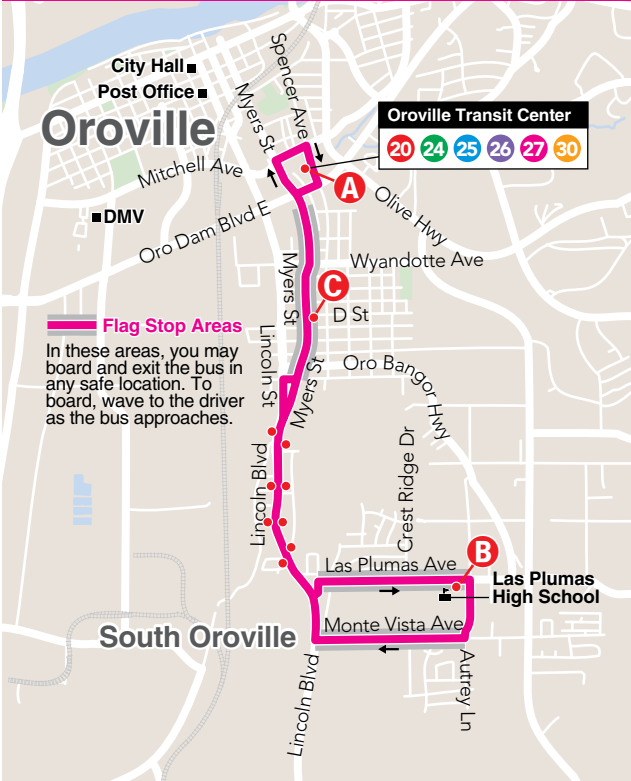 City Hall
Post Office
Oroville
Spencer Ave
Myers St
Mitchell Ave
Oroville Transit Center
20 24 25 26 27 30
A
Olive Hwy
DMV
Oro Dam Blvd E
Wyandotte Ave
Myers St
C
D St
Flag Stop Areas
In these areas, you may
board and exit the bus in
any safe location. To
board, wave to the driver
as the bus approaches.
Lincoln St
Myers St
Oro Bangor Hwy
Crest Ridge Dr
Lincoln Blvd
B
Las Plumas Ave
Las Plumas
High School
Monte Vista Ave
South Oroville
Lincoln Blvd
Autrey Ln